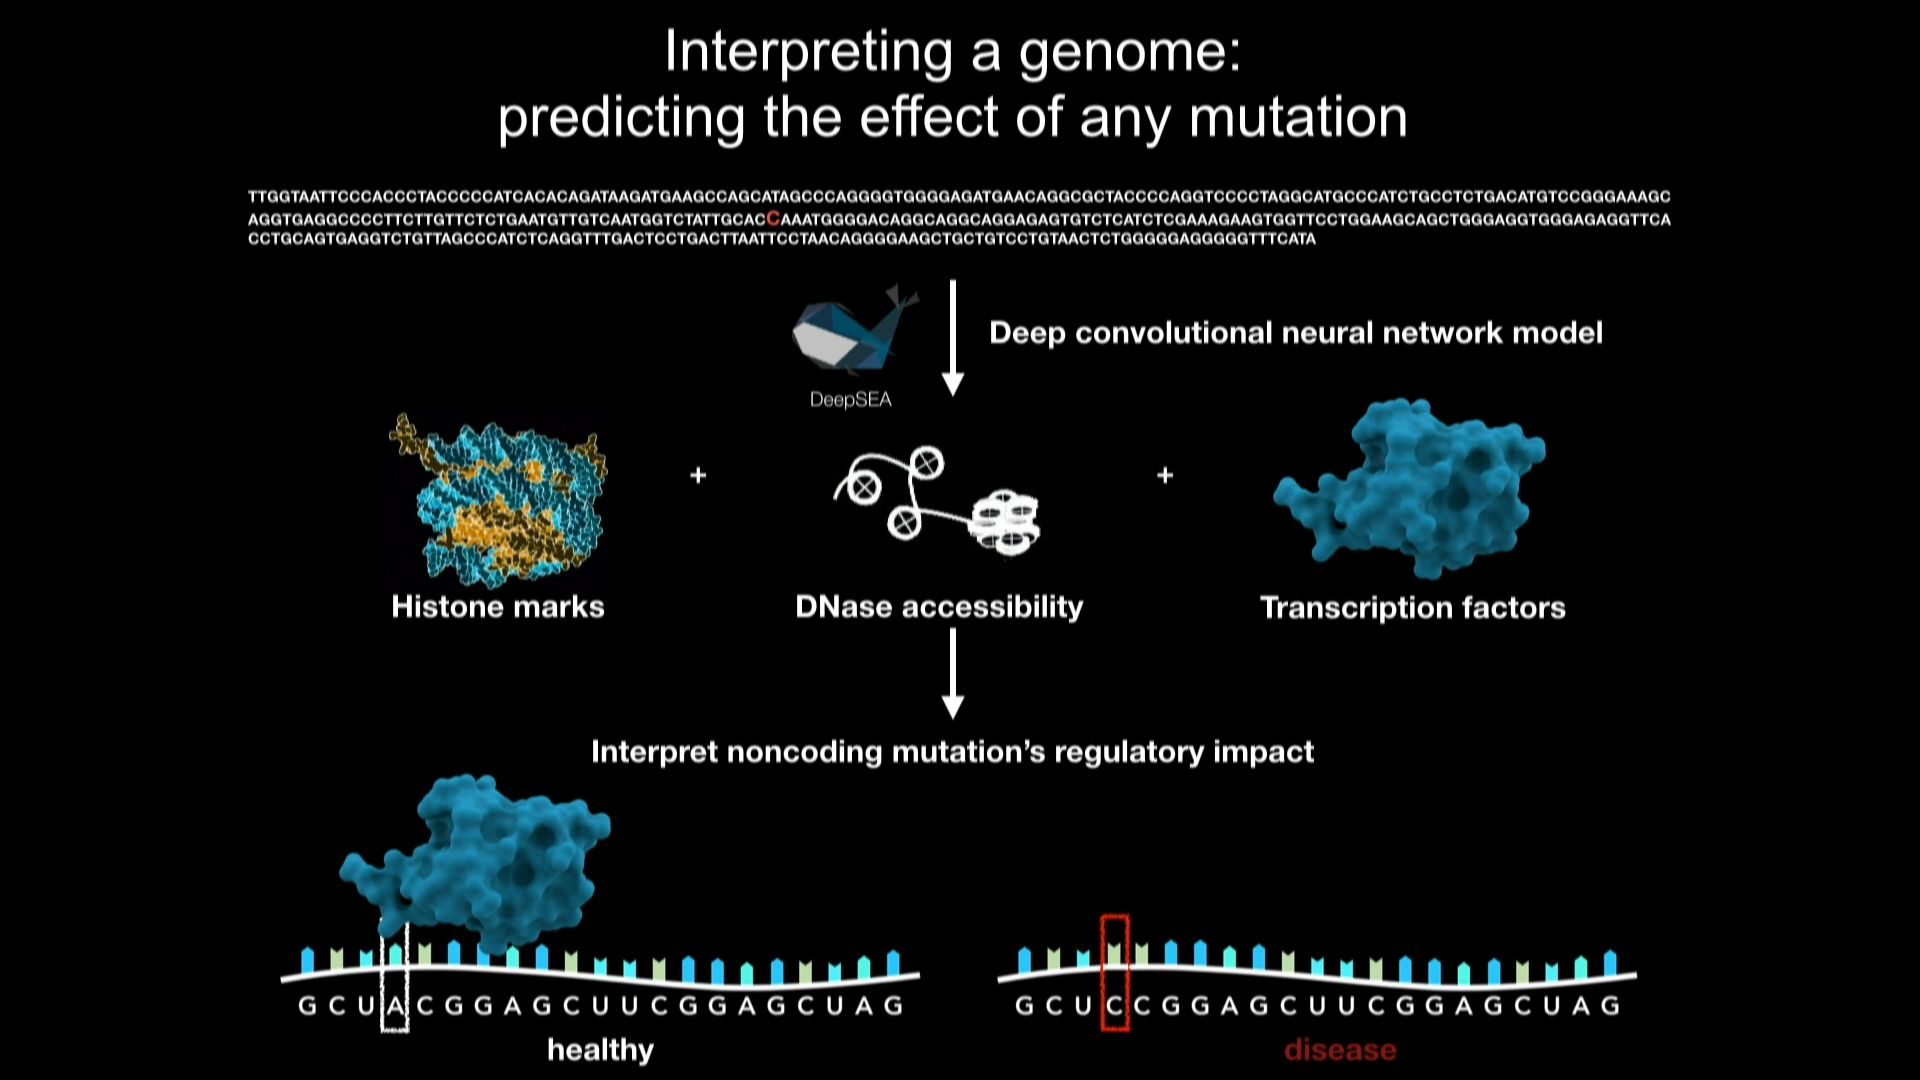 Interpreting a genome:
predicting the effect of any mutation
TTGGTAATTCCCACCCTACCCCCATCACACAGATAAGATGAAGCCAGCATAGCCCAGGGGTGGGGAGATGAACAGGCGCTACCCCAGGTCCCCTAGGCATGCCCATCTGCCTCTGACATGTCCGGGAAAGC
AGGTGAGGCCCCTTCTTGTTCTCTGAATGTTGTCAATGGTCTATTGCACCAAATGGGGACAGGCAGGCAGGAGAGTGTCTCATCTCGAAAGAAGTGGTTCCTGGAAGCAGCTGGGAGGTGGGAGAGGTTCA
CCTGCAGTGAGGTCTGTTAGCCCATCTCAGGTTTGACTCCTGACTTAATTCCTAACAGGGGAAGCTGCTGTCCTGTAACTCTGGGGGAGGGGGTTTCATA
Deep convolutional neural network model
DeepSEA
+ +
Histone marks DNase accessibility Transcription factors
Interpret noncoding mutation’s regulatory impact
G C U A C G G A G C U U C G G A G C U A G
G C U C C G G A G C U U C G G A G C U A G
healthy disease